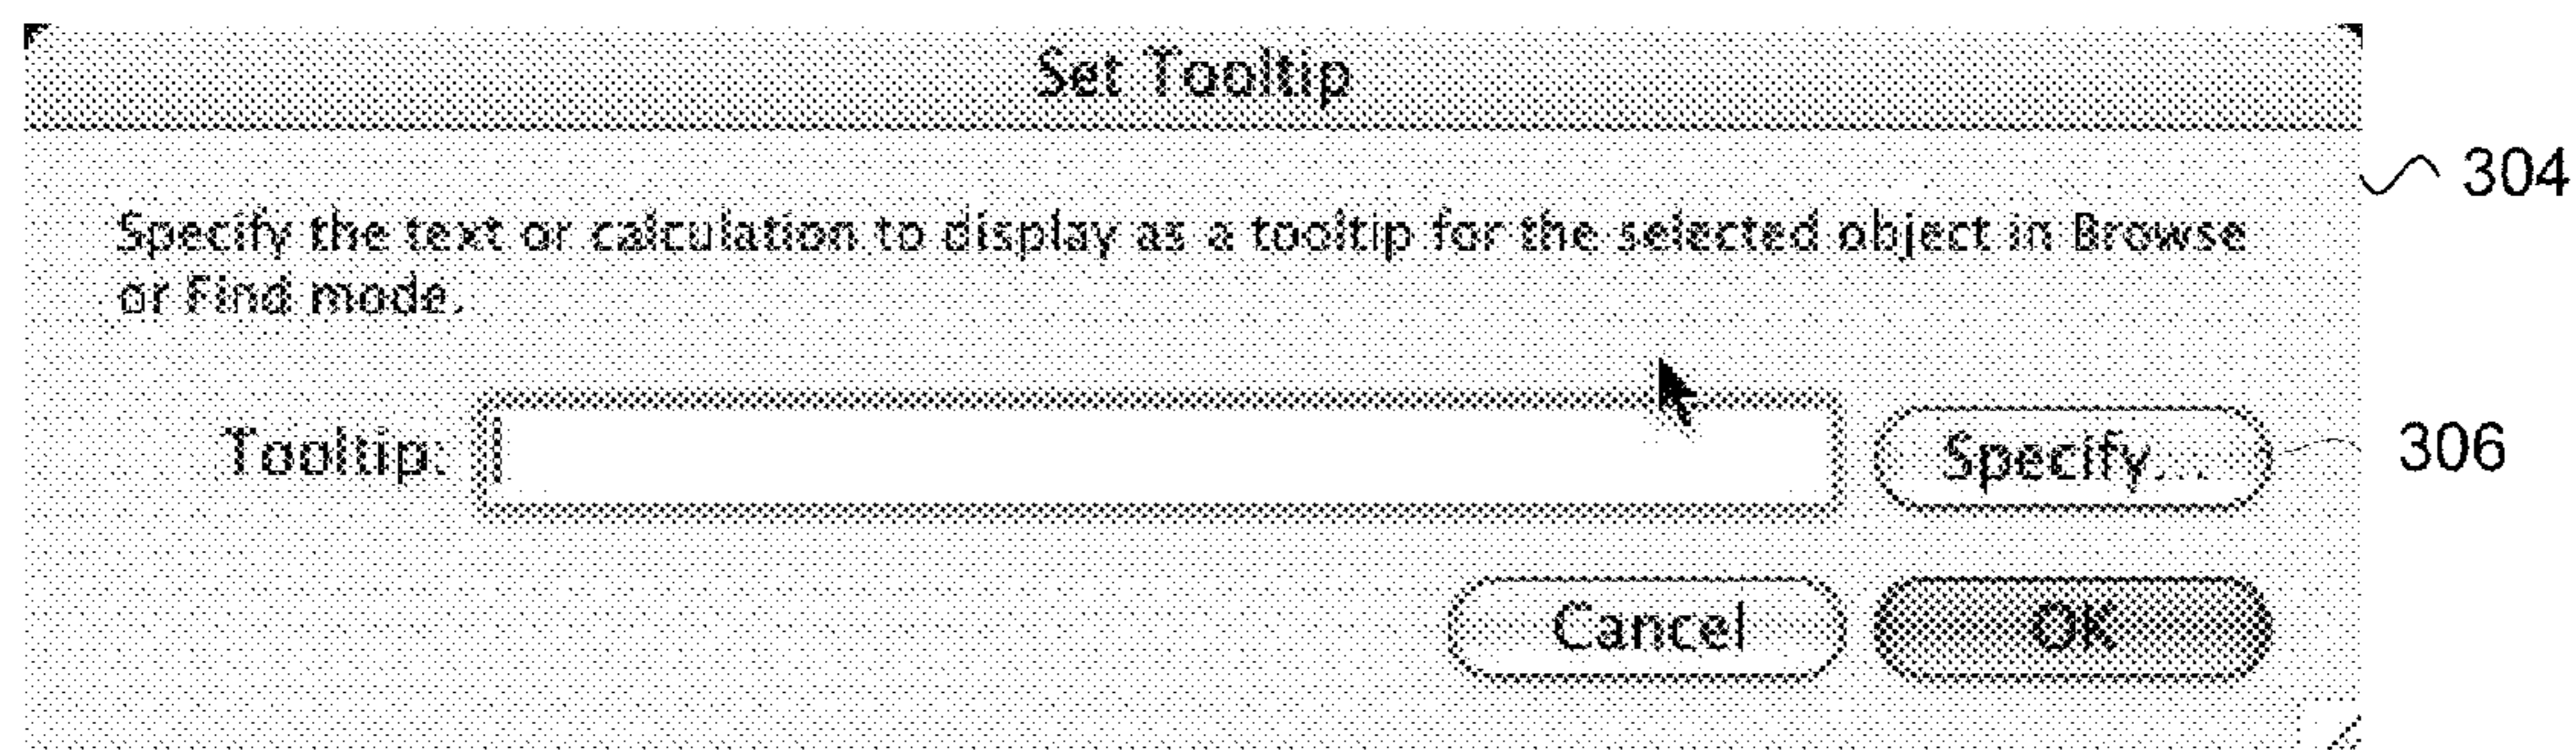 Set Tooltip
304
Specify the text or calculation to display as a tooltip for the selected object in Browse
or Find mode.
Tooltip: Specify... 306
Cancel OK